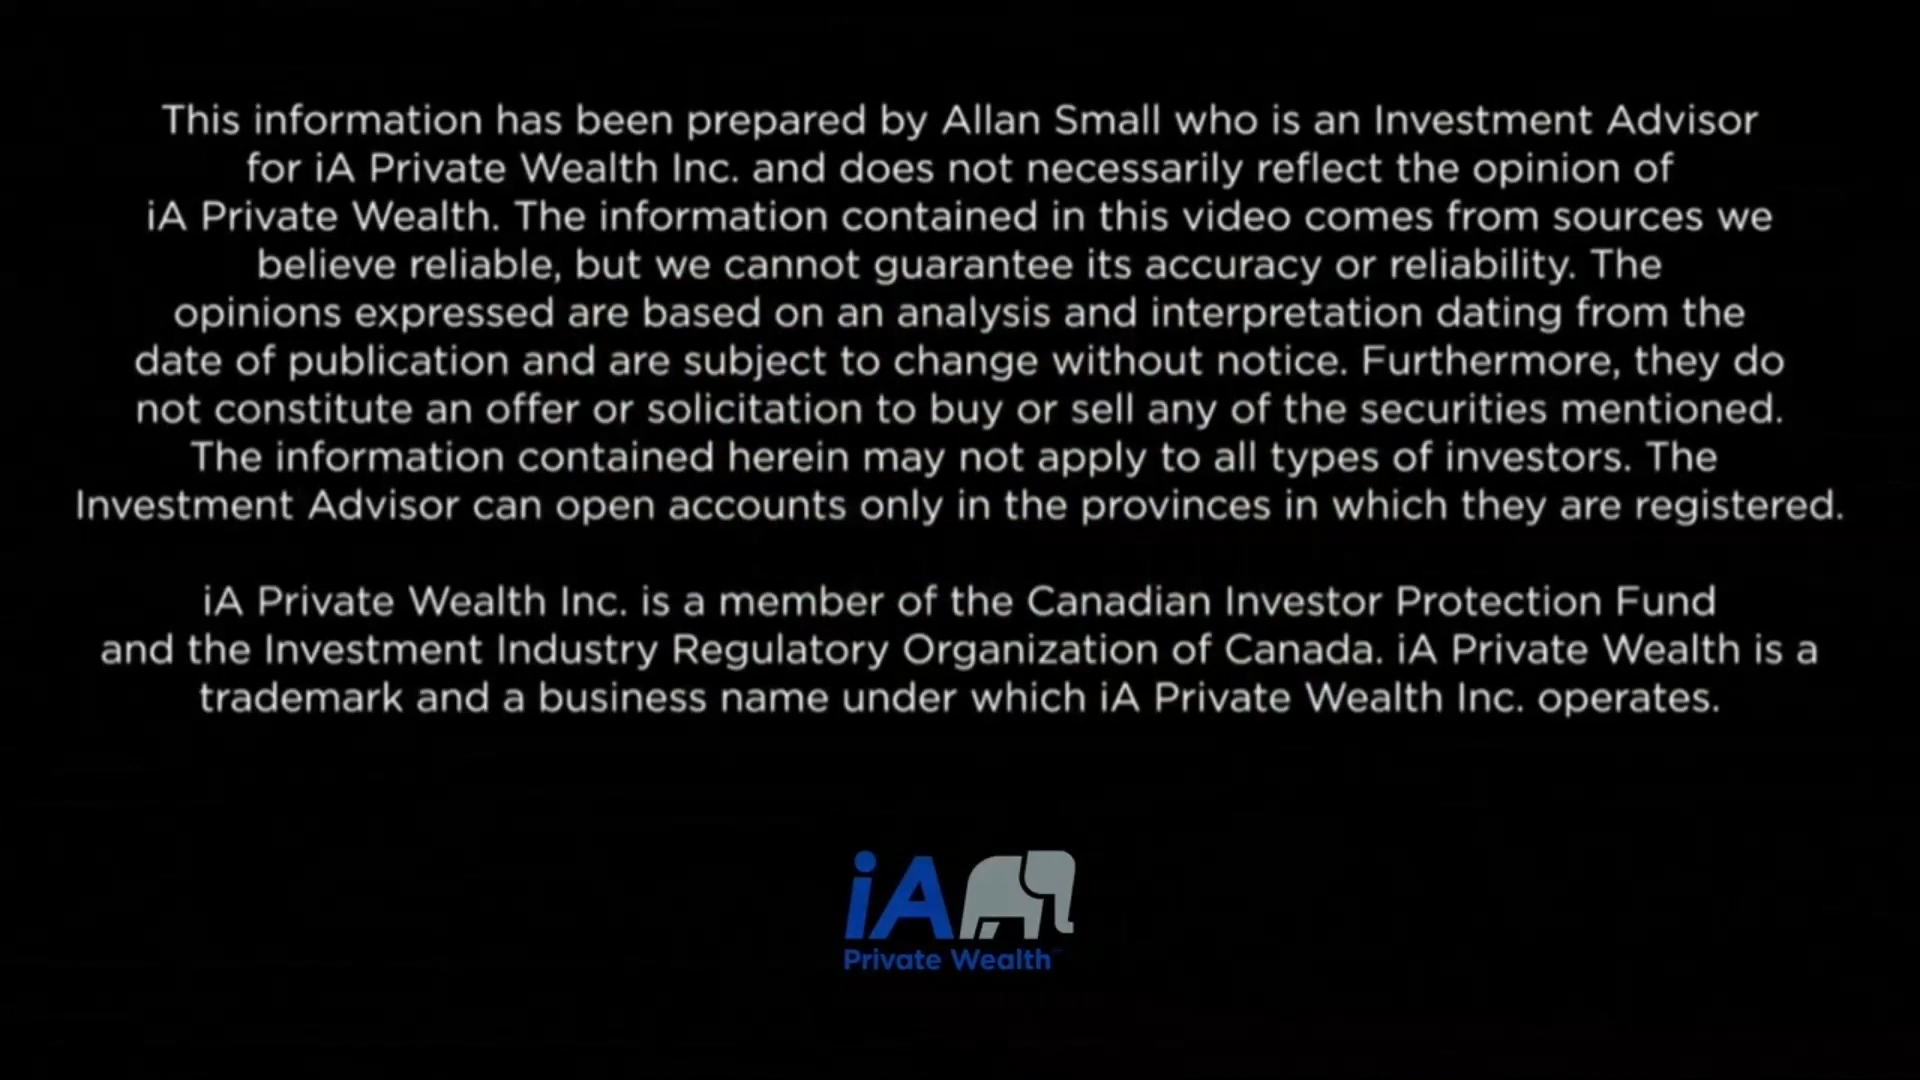 This information has been prepared by Allan Small who is an Investment Advisor
for iA Private Wealth Inc. and does not necessarily reflect the opinion of
iA Private Wealth. The information contained in this video comes from sources we
believe reliable, but we cannot guarantee its accuracy or reliability. The
opinions expressed are based on an analysis and interpretation dating from the
date of publication and are subject to change without notice. Furthermore, they do
not constitute an offer or solicitation to buy or sell any of the securities mentioned.
The information contained herein may not apply to all types of investors. The
Investment Advisor can open accounts only in the provinces in which they are registered.
iA Private Wealth Inc. is a member of the Canadian Investor Protection Fund
and the Investment Industry Regulatory Organization of Canada. iA Private Wealth is a
trademark and a business name under which iA Private Wealth Inc. operates.
iA
Private Wealth